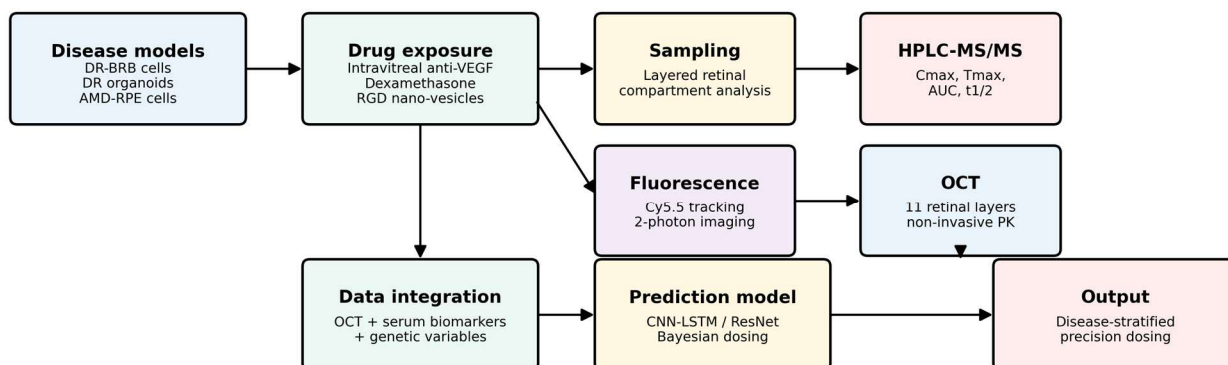 Disease models
DR-BRB cells
DR organoids
AMD-RPE cells
Drug exposure
Intravitreal anti-VEGF
Dexamethasone
RGD nano-vesicles
Sampling
Layered retinal
compartment analysis
HPLC-MS/MS
Cmax, Tmax,
AUC, t1/2
Fluorescence
Cy5.5 tracking
2-photon imaging
OCT
11 retinal layers
non-invasive PK
Data integration
OCT + serum biomarkers
+ genetic variables
Prediction model
CNN-LSTM / ResNet
Bayesian dosing
Output
Disease-stratified
precision dosing